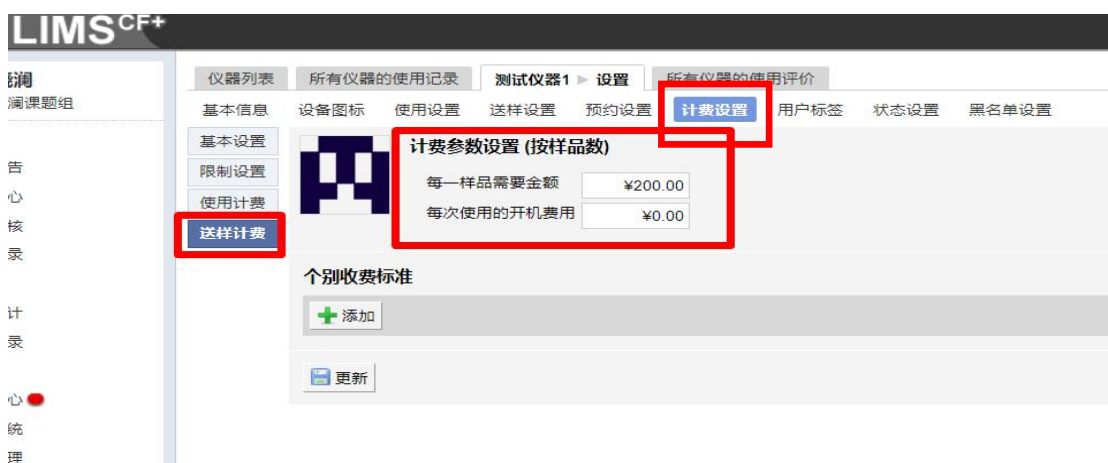 LIMSCF+
澜
澜课题组
告
心
核
录
计
录
心
统
理
仪器列表 所有仪器的使用记录 测试仪器1 ▶ 设置 所有仪器的使用评价
基本信息 设备图标 使用设置 送样设置 预约设置 计费设置 用户标签 状态设置 黑名单设置
基本设置
限制设置
使用计费
送样计费
计费参数设置 (按样品数)
每一样品需要金额 ¥200.00
每次使用的开机费用 ¥0.00
个别收费标准
添加
更新